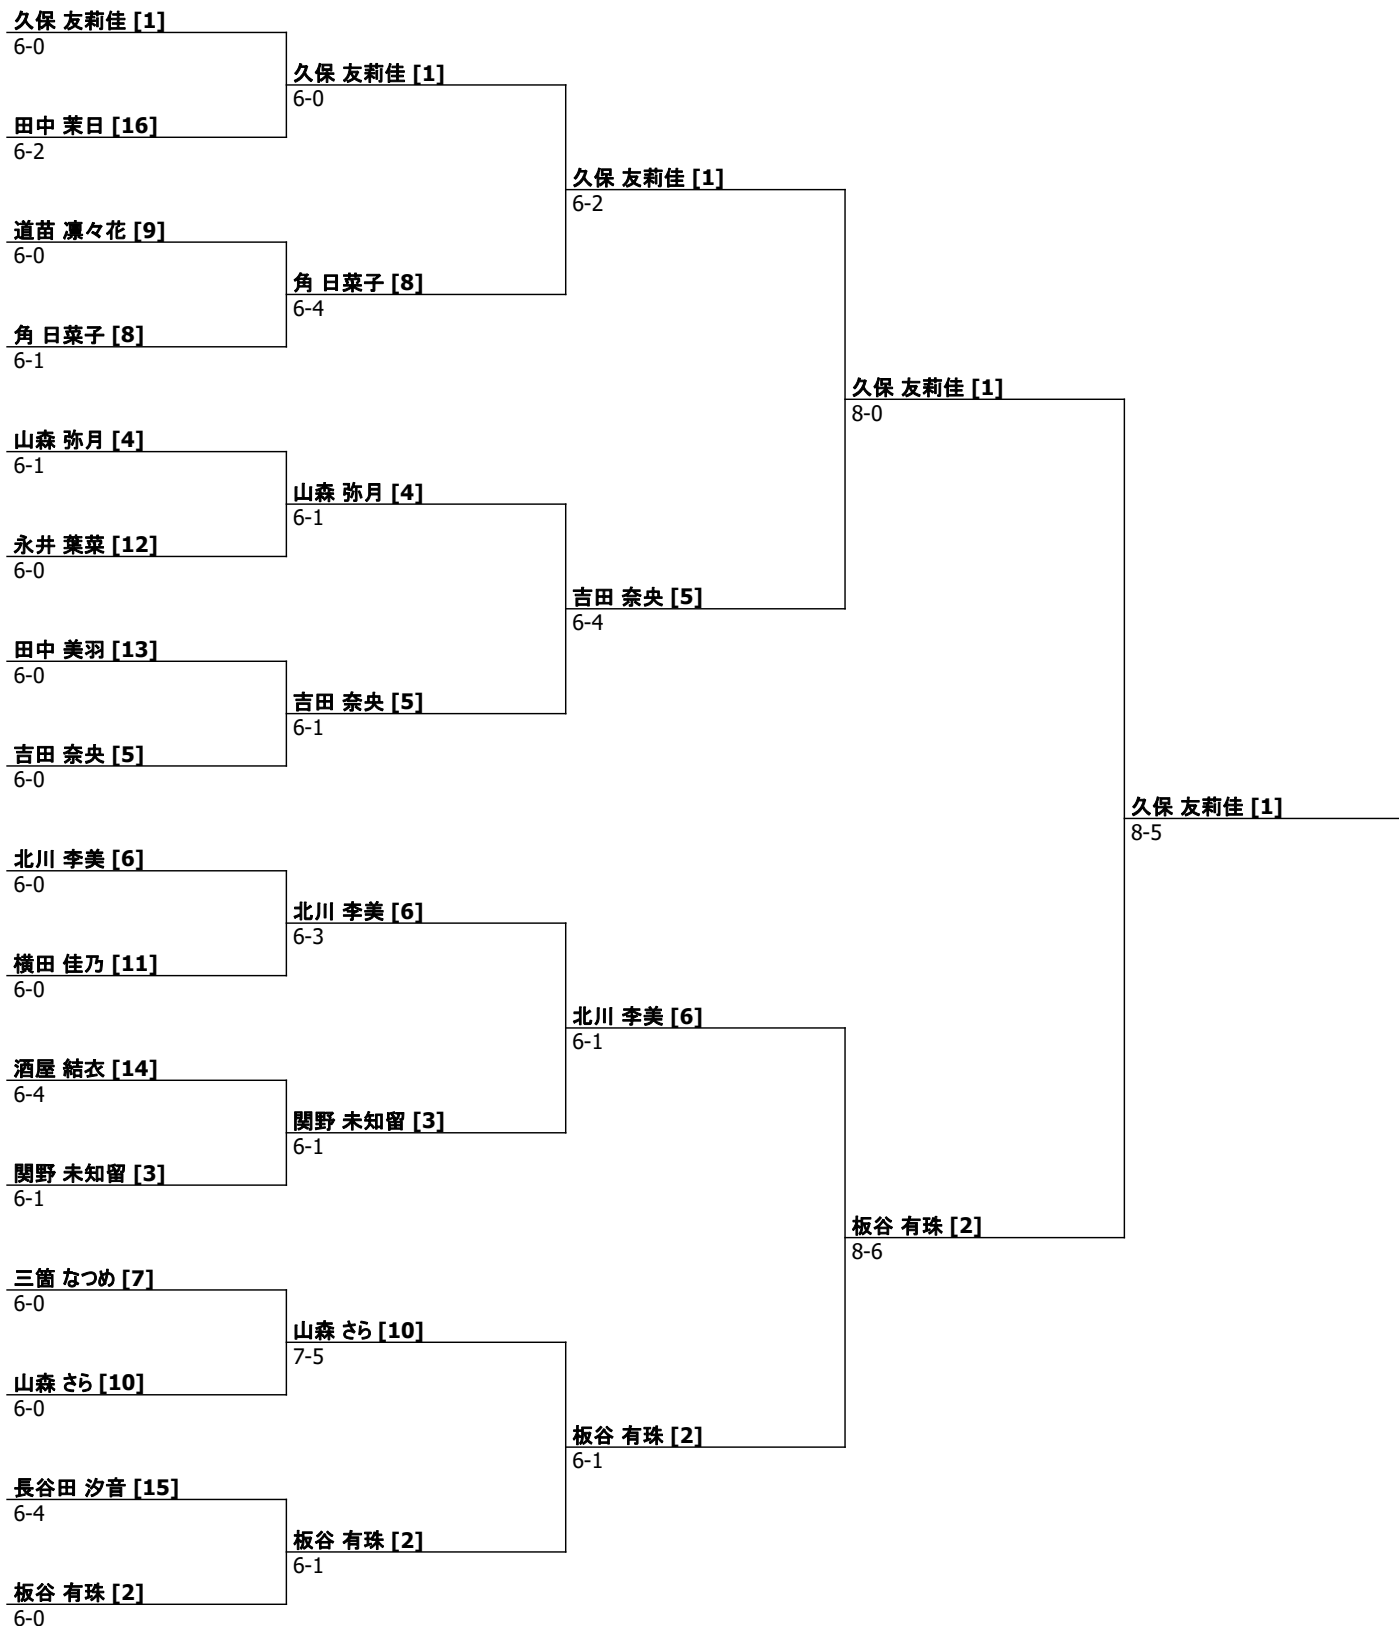 久保 友莉佳 [1]
6-0
久保 友莉佳 [1]
6-0
田中 茉日 [16]
6-2
久保 友莉佳 [1]
6-2
道苗 凛々花 [9]
6-0
角 日菜子 [8]
6-4
角 日菜子 [8]
6-1
久保 友莉佳 [1]
8-0
山森 弥月 [4]
6-1
山森 弥月 [4]
6-1
永井 葉菜 [12]
6-0
吉田 奈央 [5]
6-4
田中 美羽 [13]
6-0
吉田 奈央 [5]
6-1
吉田 奈央 [5]
6-0
久保 友莉佳 [1]
8-5
北川 李美 [6]
6-0
北川 李美 [6]
6-3
横田 佳乃 [11]
6-0
北川 李美 [6]
6-1
酒屋 結衣 [14]
6-4
関野 未知留 [3]
6-1
関野 未知留 [3]
6-1
板谷 有珠 [2]
8-6
三箇 なつめ [7]
6-0
山森 さら [10]
7-5
山森 さら [10]
6-0
板谷 有珠 [2]
6-1
長谷田 汐音 [15]
6-4
板谷 有珠 [2]
6-1
板谷 有珠 [2]
6-0